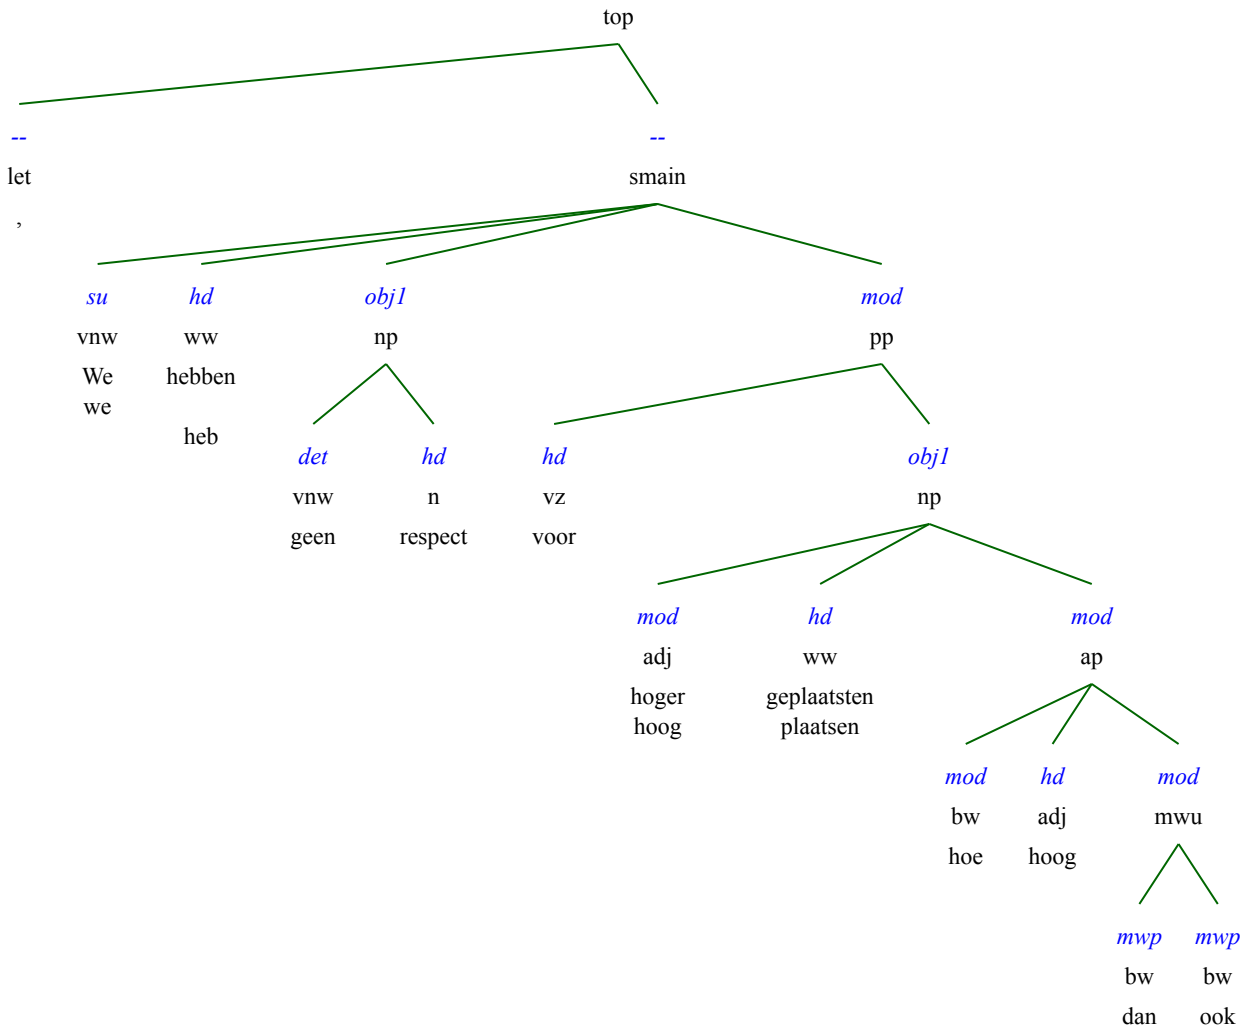 top
-- --
let smain
,
su hd obj1 mod
vnw ww np pp
We hebben
we
heb
det hd hd obj1
vnw n vz np
geen respect voor
mod hd mod
adj ww ap
hoger geplaatsten
hoog plaatsen
mod hd mod
bw adj mwu
hoe hoog
mwp mwp
bw bw
dan ook